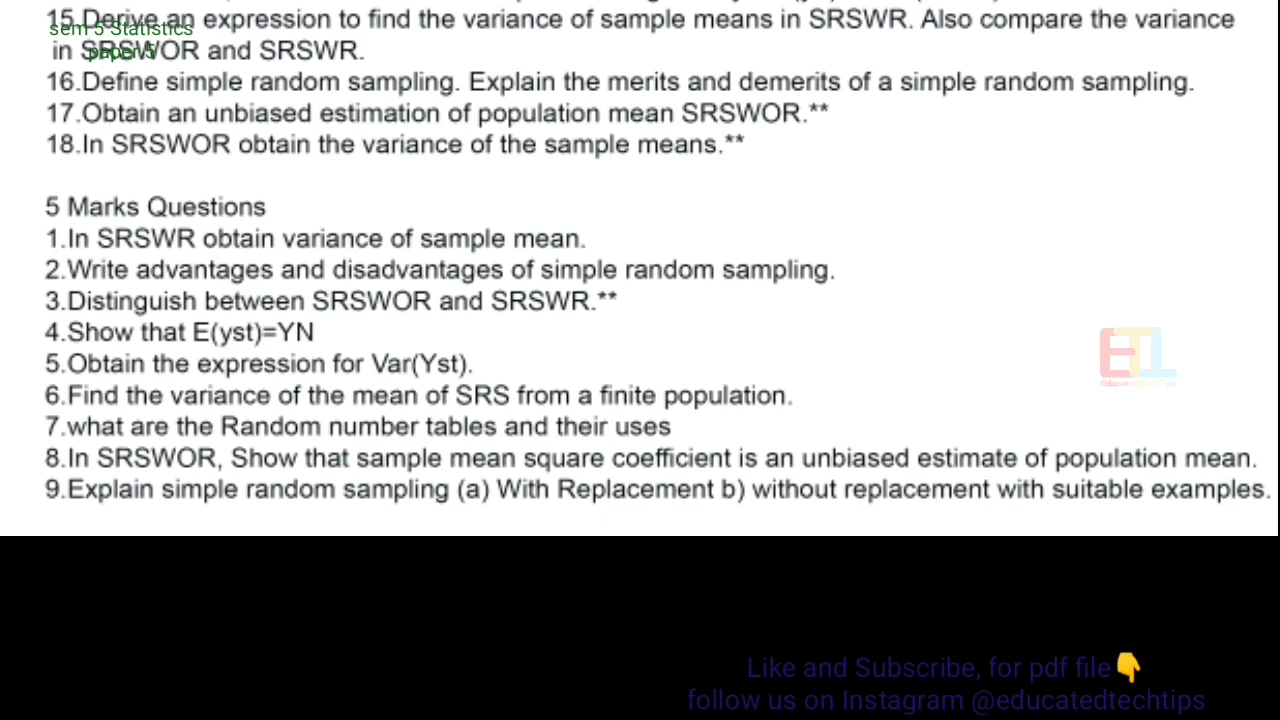 15.Derive an expression to find the variance of sample means in SRSWR. Also compare the variance
sem 5 Statistics
in SRSWOR and SRSWR.
paper 5
16.Define simple random sampling. Explain the merits and demerits of a simple random sampling.
17.Obtain an unbiased estimation of population mean SRSWOR.**
18.In SRSWOR obtain the variance of the sample means.**
5 Marks Questions
1.In SRSWR obtain variance of sample mean.
2.Write advantages and disadvantages of simple random sampling.
3.Distinguish between SRSWOR and SRSWR.**
4.Show that E(yst)=YN
5.Obtain the expression for Var(Yst).
6.Find the variance of the mean of SRS from a finite population.
7.what are the Random number tables and their uses
8.In SRSWOR, Show that sample mean square coefficient is an unbiased estimate of population mean.
9.Explain simple random sampling (a) With Replacement b) without replacement with suitable examples.
ETL
Educated TechTips
Like and Subscribe, for pdf file👇
follow us on Instagram @educatedtechtips